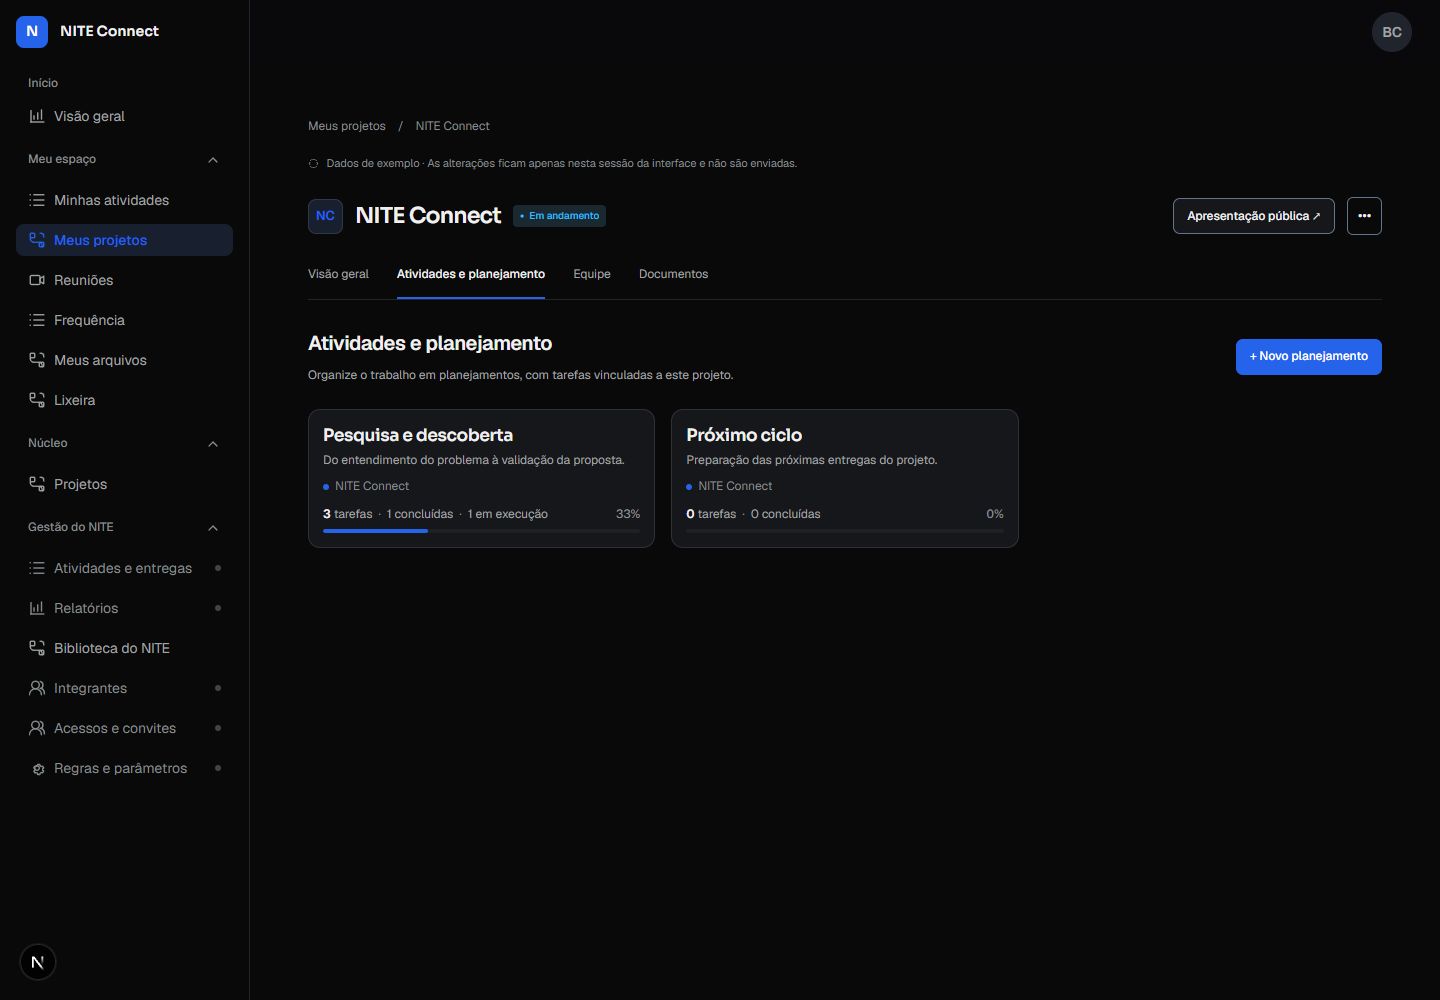 N NITE Connect
BC
Início
Visão geral
Meu espaço
Minhas atividades
Meus projetos
Reuniões
Frequência
Meus arquivos
Lixeira
Núcleo
Projetos
Gestão do NITE
Atividades e entregas
Relatórios
Biblioteca do NITE
Integrantes
Acessos e convites
Regras e parâmetros
N
Meus projetos / NITE Connect
Dados de exemplo · As alterações ficam apenas nesta sessão da interface e não são enviadas.
NC NITE Connect • Em andamento
Apresentação pública ↗ •••
Visão geral Atividades e planejamento Equipe Documentos
Atividades e planejamento
+ Novo planejamento
Organize o trabalho em planejamentos, com tarefas vinculadas a este projeto.
Pesquisa e descoberta
Do entendimento do problema à validação da proposta.
NITE Connect
3 tarefas · 1 concluídas · 1 em execução 33%
Próximo ciclo
Preparação das próximas entregas do projeto.
NITE Connect
0 tarefas · 0 concluídas 0%